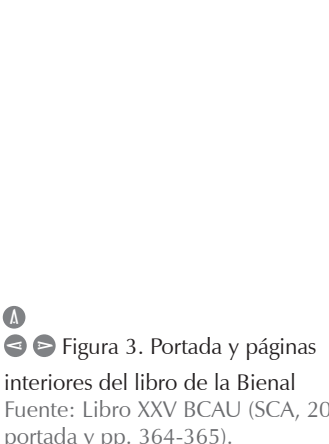 Figura 3. Portada y páginas
interiores del libro de la Bienal
Fuente: Libro XXV BCAU (SCA, 20
portada y pp. 364-365).